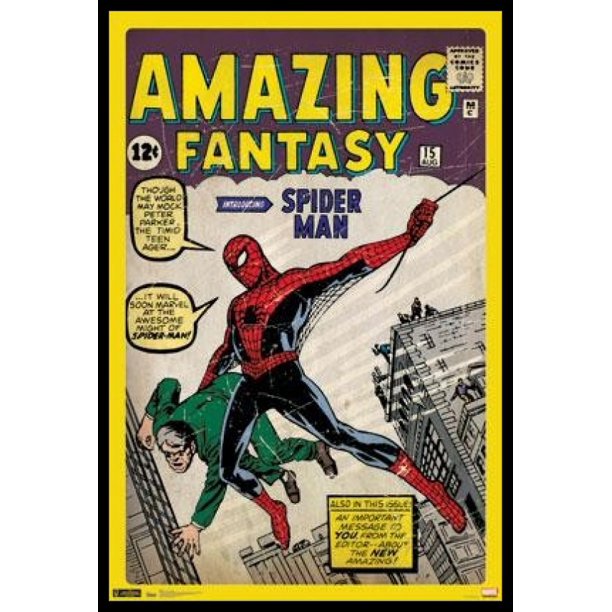 APPROVED
BY THE
COMICS
CODE
AUTHORITY
AMAZING
M
C
12¢
FANTASY
15
AUG
INTRODUCING
SPIDER
MAN
THOUGH
THE WORLD
MAY MOCK
PETER
PARKER,
THE TIMID
TEEN
AGER...
...IT WILL
SOON MARVEL
AT THE
AWESOME
MIGHT OF
SPIDER-MAN!
ALSO IN THIS ISSUE:
AN IMPORTANT
MESSAGE TO
YOU, FROM THE
EDITOR--ABOUT
THE NEW
AMAZING!
MARVEL